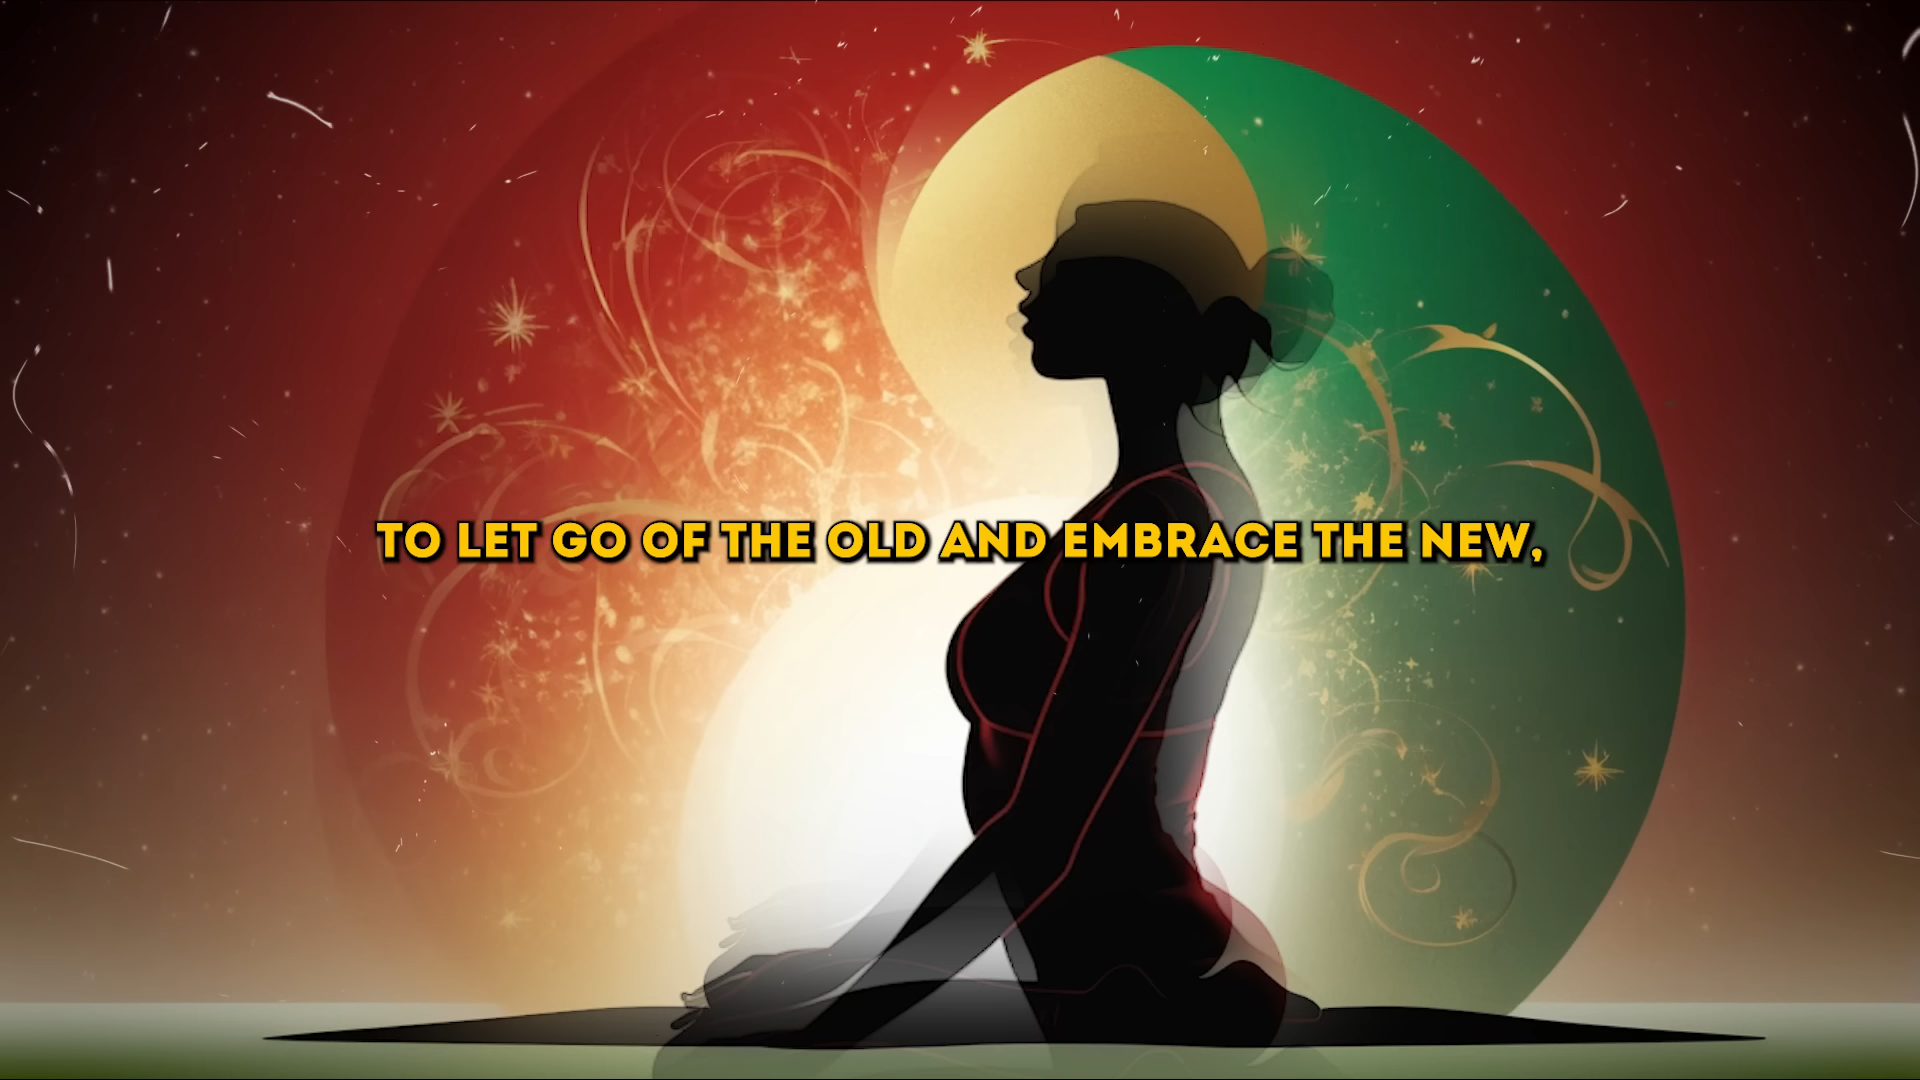 TO LET GO OF THE OLD AND EMBRACE THE NEW,